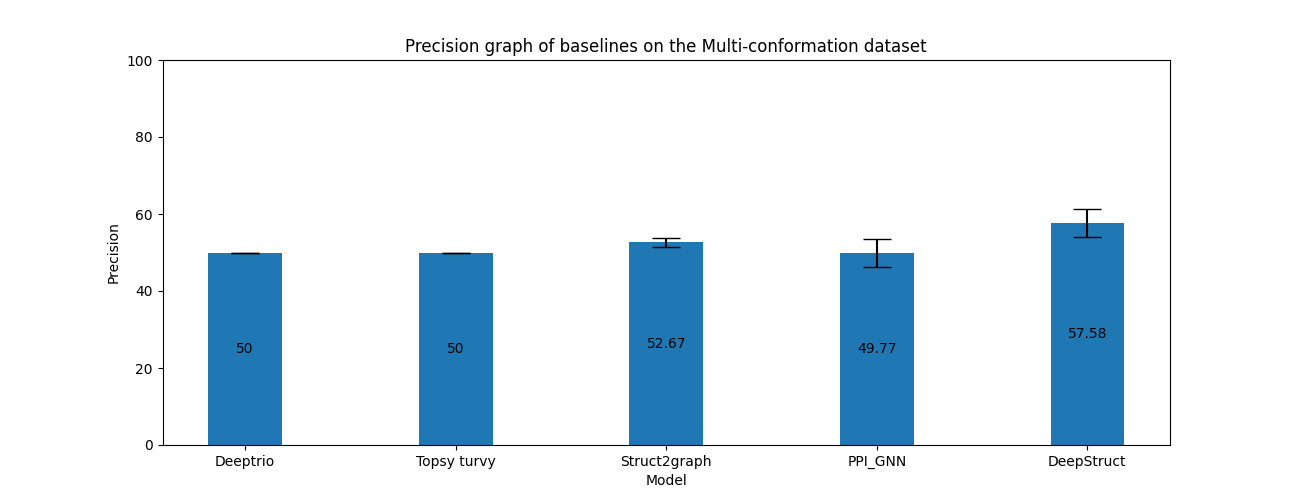 Precision graph of baselines on the Multi-conformation dataset
100
80
60
40
20
0
Precision
50
50
52.67
49.77
57.58
Deeptrio
Topsy turvy
Struct2graph
PPI_GNN
DeepStruct
Model